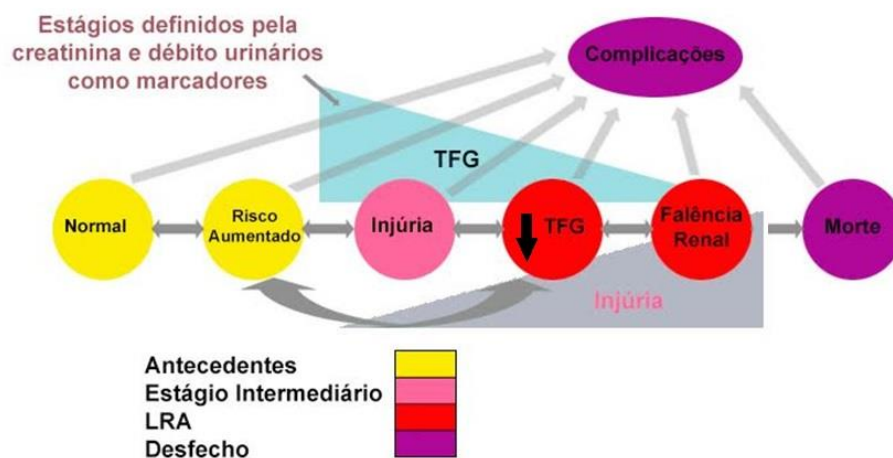 Estágios definidos pela
creatinina e débito urinários
como marcadores
Complicações
TFG
Normal
Risco
Aumentado
Injúria
TFG
Falência
Renal
Morte
Injúria
Antecedentes
Estágio Intermediário
LRA
Desfecho